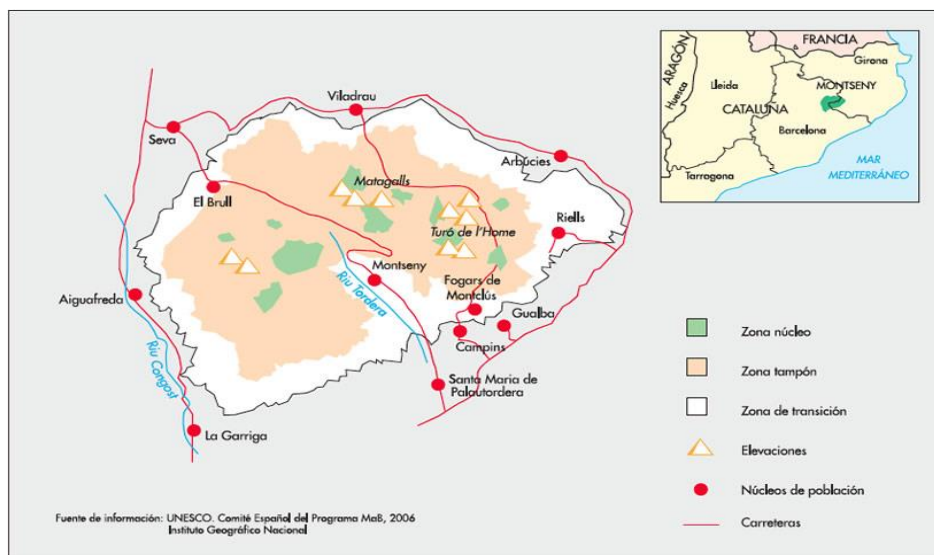 Viladrau
Seva
Arbúcies
Matagalls
El Brull
Riells
Turó de l'Home
Montseny
Riu Tordera
Fogars de
Montclús
Gualba
Aiguafreda
Campins
Riu Congost
Santa Maria de
Palautordera
La Garriga
FRANCIA
ARAGÓN
Girona
Huesca
Lleida
MONTSENY
CATALUÑA
Barcelona
Tarragona
MAR
MEDITERRÁNEO
Zona núcleo
Zona tampón
Zona de transición
Elevaciones
Núcleos de población
Carreteras
Fuente de información: UNESCO. Comité Español del Programa MaB, 2006
Instituto Geográfico Nacional